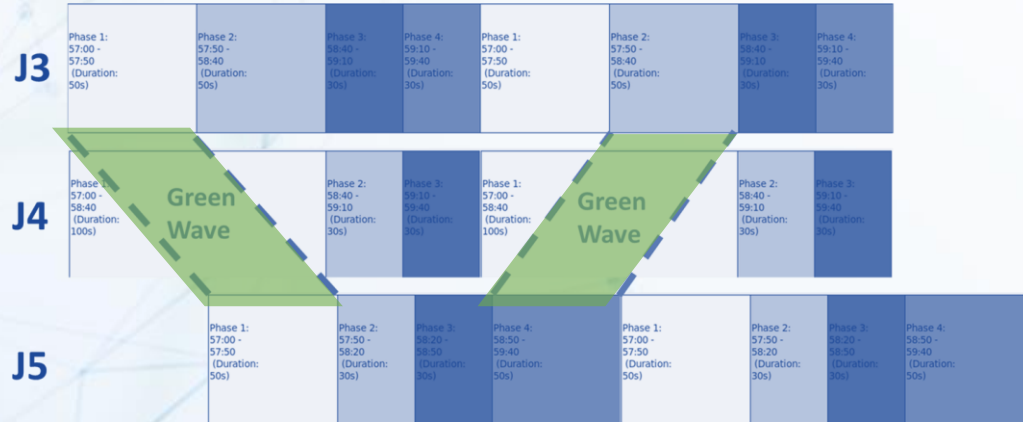 J3
Phase 1:
57:00 -
57:50
(Duration:
50s)
Phase 2:
57:50 -
58:40
(Duration:
50s)
Phase 3:
58:40 -
59:10
(Duration:
30s)
Phase 4:
59:10 -
59:40
(Duration:
30s)
Phase 1:
57:00 -
57:50
(Duration:
50s)
Phase 2:
57:50 -
58:40
(Duration:
50s)
Phase 3:
58:40 -
59:10
(Duration:
30s)
Phase 4:
59:10 -
59:40
(Duration:
30s)
J4
Phase 1:
57:00 -
58:40
(Duration:
100s)
Green
Wave
Phase 2:
58:40 -
59:10
(Duration:
30s)
Phase 3:
59:10 -
59:40
(Duration:
30s)
Phase 1:
57:00 -
58:40
(Duration:
100s)
Green
Wave
Phase 2:
58:40 -
59:10
(Duration:
30s)
Phase 3:
59:10 -
59:40
(Duration:
30s)
J5
Phase 1:
57:00 -
57:50
(Duration:
50s)
Phase 2:
57:50 -
58:20
(Duration:
30s)
Phase 3:
58:20 -
58:50
(Duration:
30s)
Phase 4:
58:50 -
59:40
(Duration:
50s)
Phase 1:
57:00 -
57:50
(Duration:
50s)
Phase 2:
57:50 -
58:20
(Duration:
30s)
Phase 3:
58:20 -
58:50
(Duration:
30s)
Phase 4:
58:50 -
59:40
(Duration:
50s)